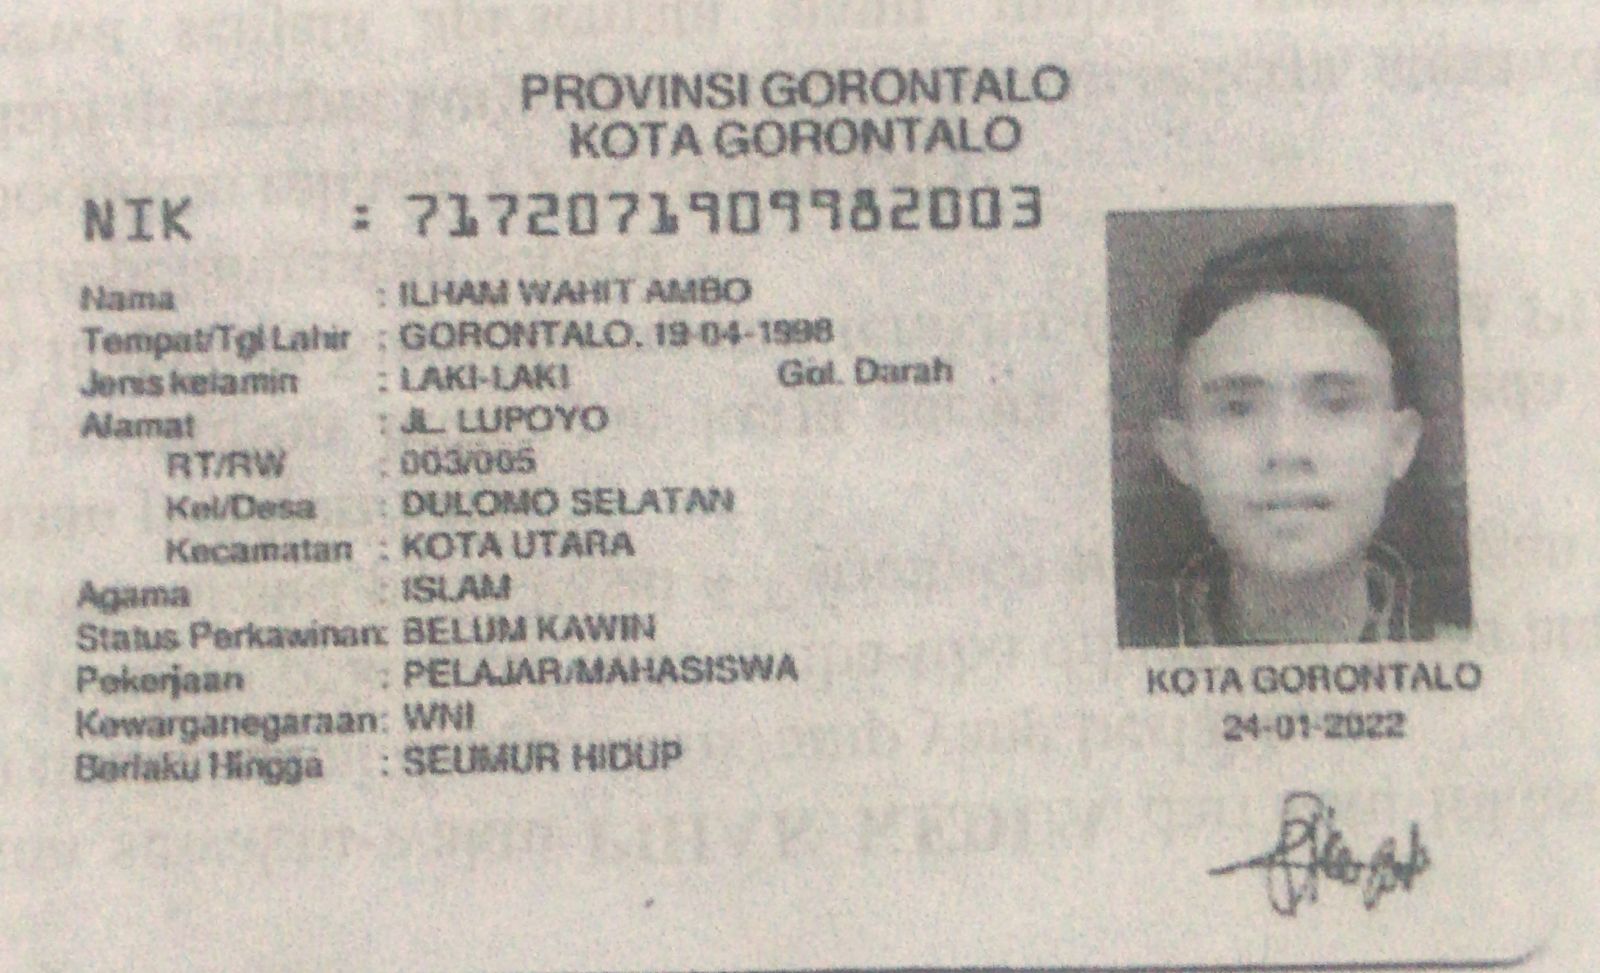 PROVINSI GORONTALO
KOTA GORONTALO
NIK : 7172071909982003
Nama : ILHAM WAHIT AMBO
Tempat/Tgl Lahir : GORONTALO, 19-04-1998
Jenis kelamin : LAKI-LAKI Gol. Darah : -
Alamat : JL. LUPOYO
RT/RW : 003/005
Kel/Desa : DULOMO SELATAN
Kecamatan : KOTA UTARA
Agama : ISLAM
Status Perkawinan: BELUM KAWIN
Pekerjaan : PELAJAR/MAHASISWA
Kewarganegaraan: WNI
Berlaku Hingga : SEUMUR HIDUP
KOTA GORONTALO
24-01-2022